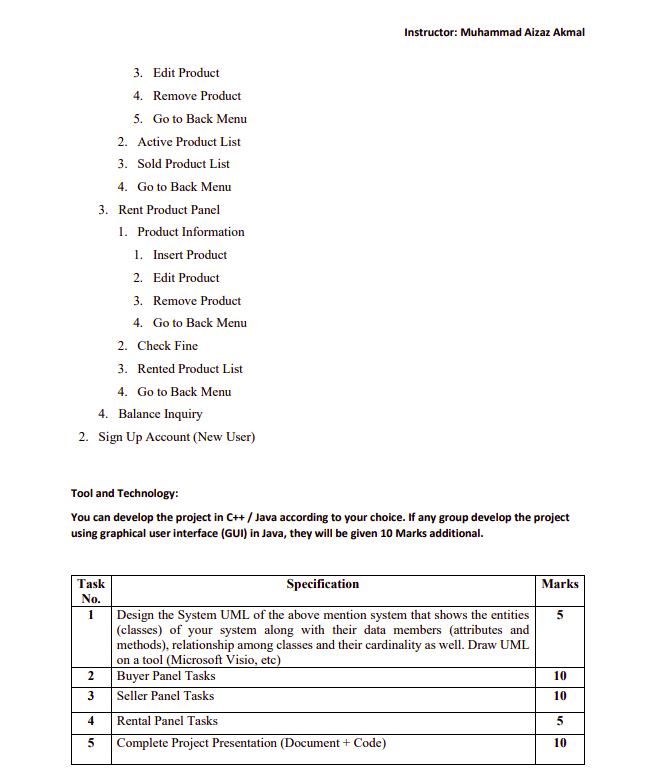 Instructor: Muhammad Aizaz Akmal
3. Edit Product
4. Remove Product
5. Go to Back Menu
2. Active Product List
3. Sold Product List
4. Go to Back Menu
3. Rent Product Panel
1. Product Information
1. Insert Product
2. Edit Product
3. Remove Product
4. Go to Back Menu
2. Check Fine
3. Rented Product List
4. Go to Back Menu
4. Balance Inquiry
2. Sign Up Account (New User)
Tool and Technology:
You can develop the project in C++ / Java according to your choice. If any group develop the project
using graphical user interface (GUI) in Java, they will be given 10 Marks additional.
Task No. Specification Marks
1 Design the System UML of the above mention system that shows the entities 5
(classes) of your system along with their data members (attributes and
methods), relationship among classes and their cardinality as well. Draw UML
on a tool (Microsoft Visio, etc)
2 Buyer Panel Tasks 10
3 Seller Panel Tasks 10
4 Rental Panel Tasks 5
5 Complete Project Presentation (Document + Code) 10